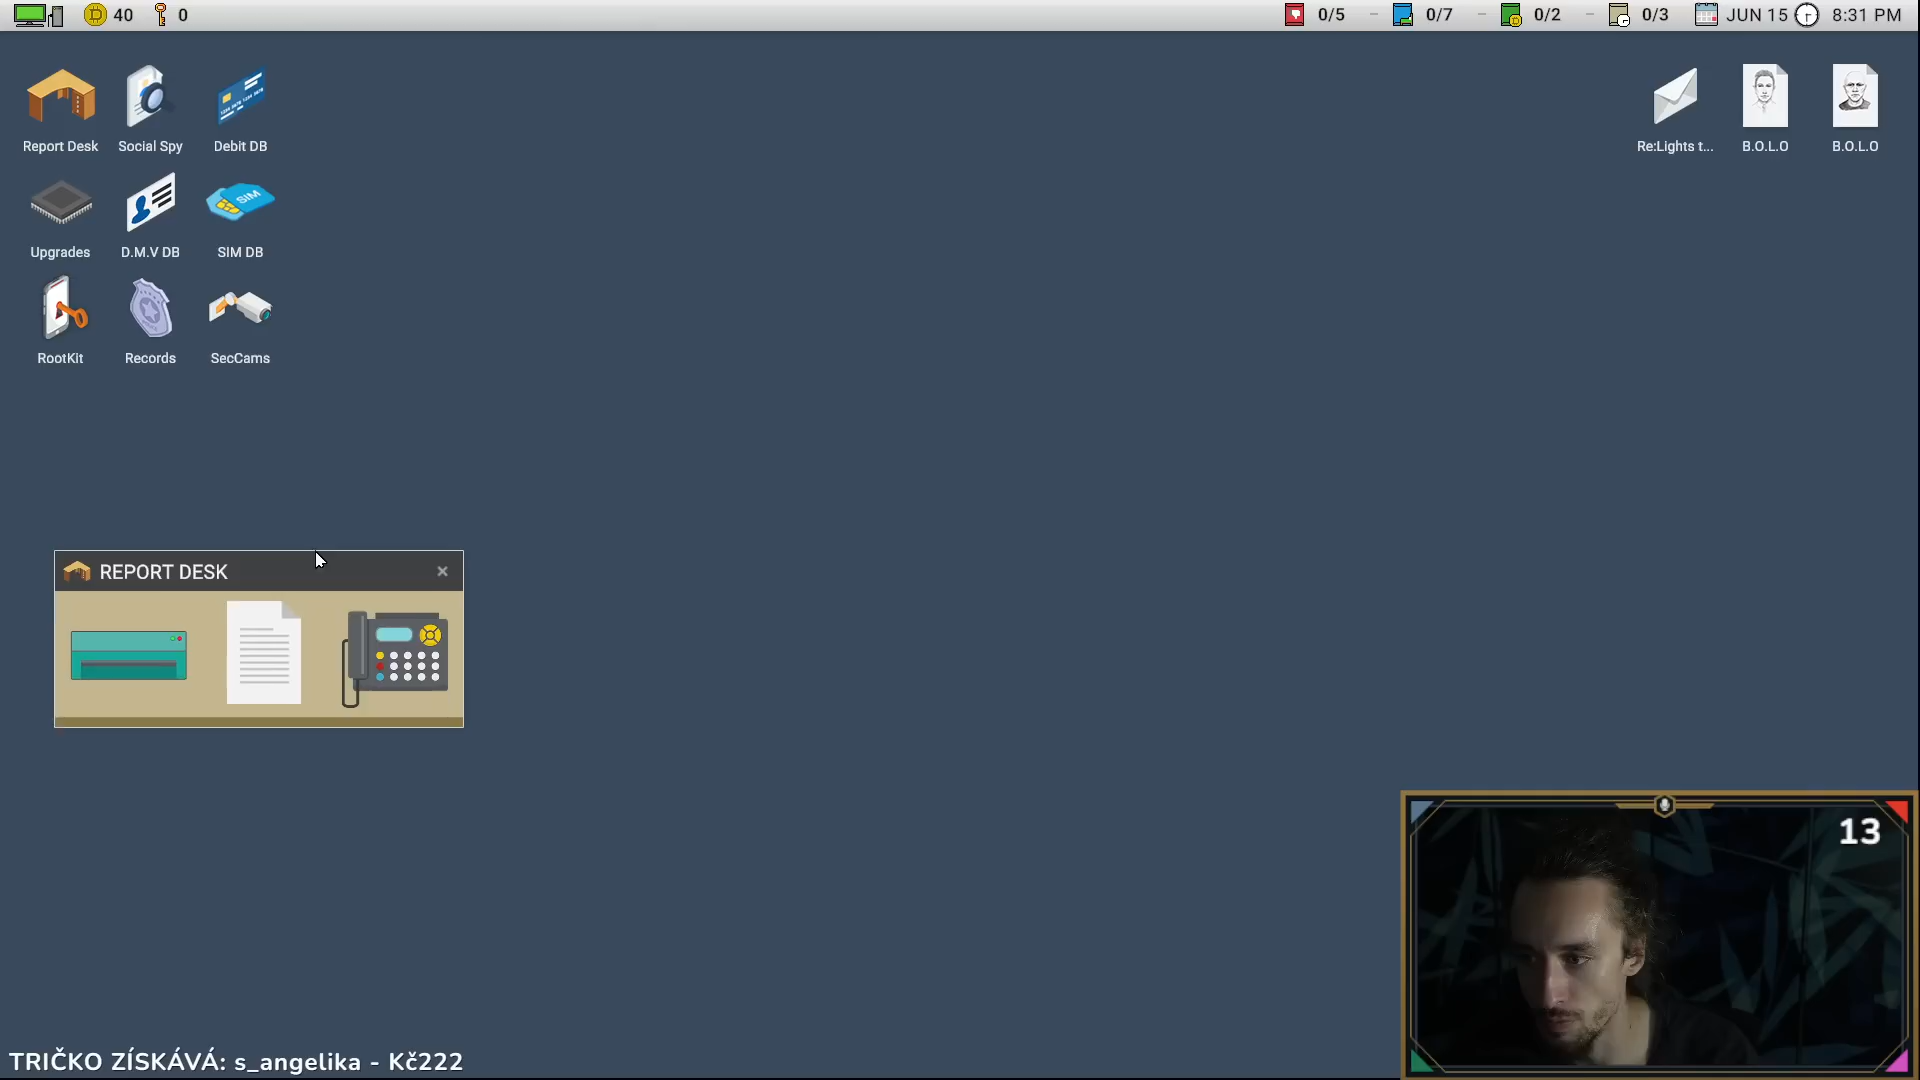 40 0 0/5 0/7 0/2 0/3 JUN 15 8:31 PM
Report Desk Social Spy Debit DB Re:Lights t... B.O.L.O B.O.L.O
Upgrades D.M.V DB SIM DB
RootKit Records SecCams
REPORT DESK
13
TRIČKO ZÍSKÁVÁ: s_angelika - Kč222